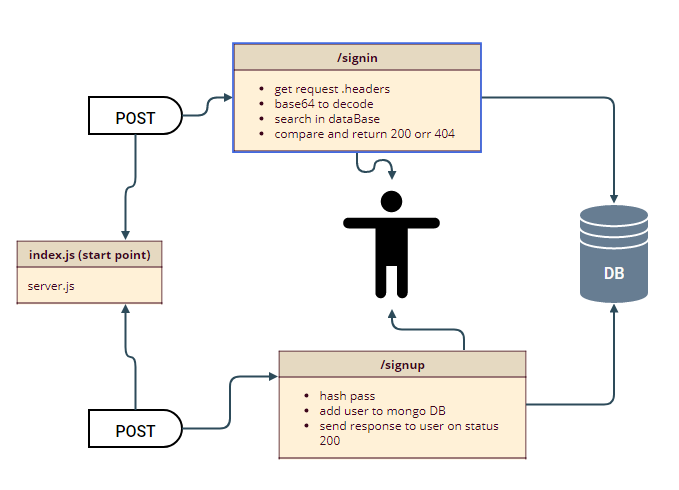 /signin
get request .headers
base64 to decode
search in dataBase
compare and return 200 orr 404
POST
index.js (start point)
server.js
DB
/signup
hash pass
add user to mongo DB
send response to user on status
200
POST